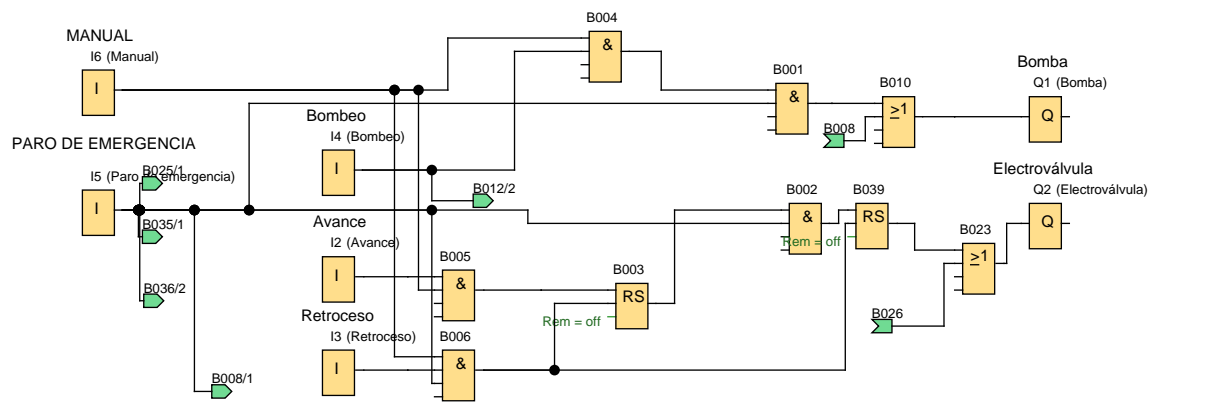 B004
&
MANUAL
I6 (Manual)
I
B001
&
B010
≥1
Bomba
Q1 (Bomba)
Q
Bombeo
I4 (Bombeo)
I
B008
PARO DE EMERGENCIA
B025/1
I5 (Paro emergencia)
I
B012/2
B035/1
B002
&
Rem = off
B039
RS
Electroválvula
Q2 (Electroválvula)
Q
Avance
I2 (Avance)
I
B005
&
B003
RS
Rem = off
B023
≥1
B036/2
B026
Retroceso
I3 (Retroceso)
I
B006
&
B008/1